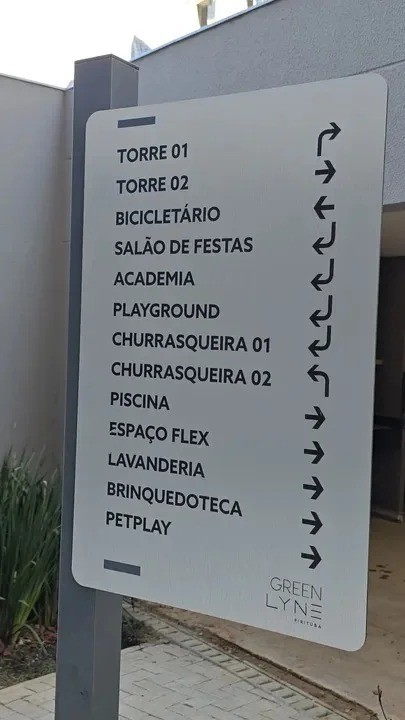 TORRE 01
TORRE 02
BICICLETÁRIO
SALÃO DE FESTAS
ACADEMIA
PLAYGROUND
CHURRASQUEIRA 01
CHURRASQUEIRA 02
PISCINA
ESPAÇO FLEX
LAVANDERIA
BRINQUEDOTECA
PETPLAY
GREEN
LYNE
PIRITUBA